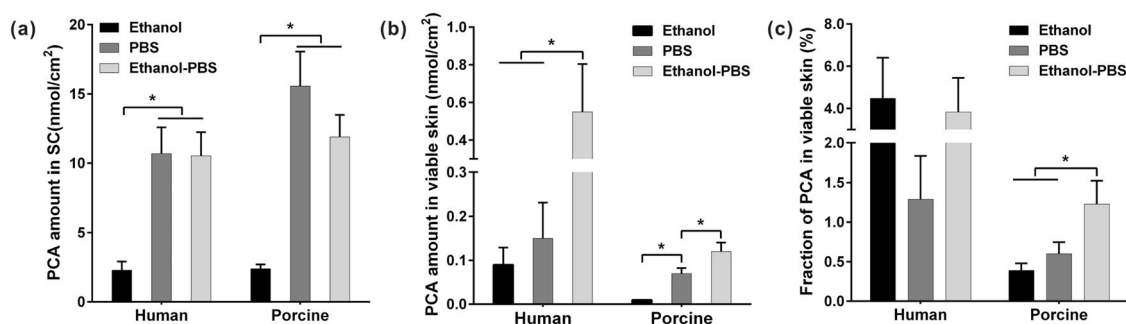 (a)
PCA amount in SC(nmol/cm²)
20
15
10
5
0
Ethanol
PBS
Ethanol-PBS
*
*
Human
Porcine
(b)
PCA amount in viable skin (nmol/cm²)
1.0
0.8
0.6
0.4
0.2
0.1
0.0
Ethanol
PBS
Ethanol-PBS
*
*
*
Human
Porcine
(c)
Fraction of PCA in viable skin (%)
8.0
6.0
4.0
2.0
1.5
1.0
0.5
0.0
Ethanol
PBS
Ethanol-PBS
*
Human
Porcine